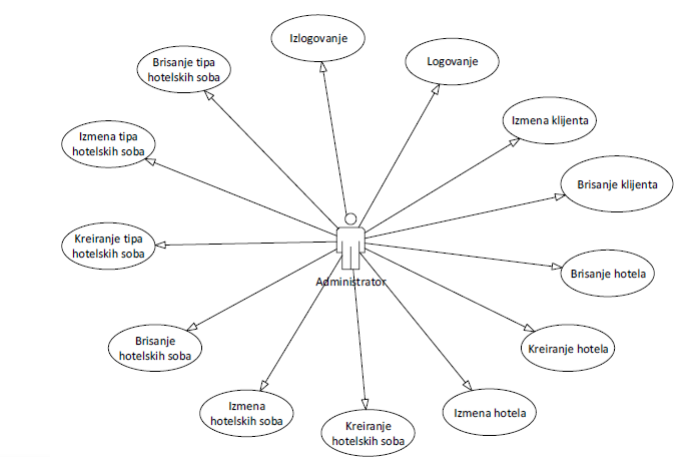 Izlogovanje
Logovanje
Brisanje tipa
hotelskih soba
Izmena klijenta
Izmena tipa
hotelskih soba
Brisanje klijenta
Kreiranje tipa
hotelskih soba
Brisanje hotela
Administrator
Brisanje
hotelskih soba
Kreiranje hotela
Izmena
hotelskih soba
Izmena hotela
Kreiranje
hotelskih soba